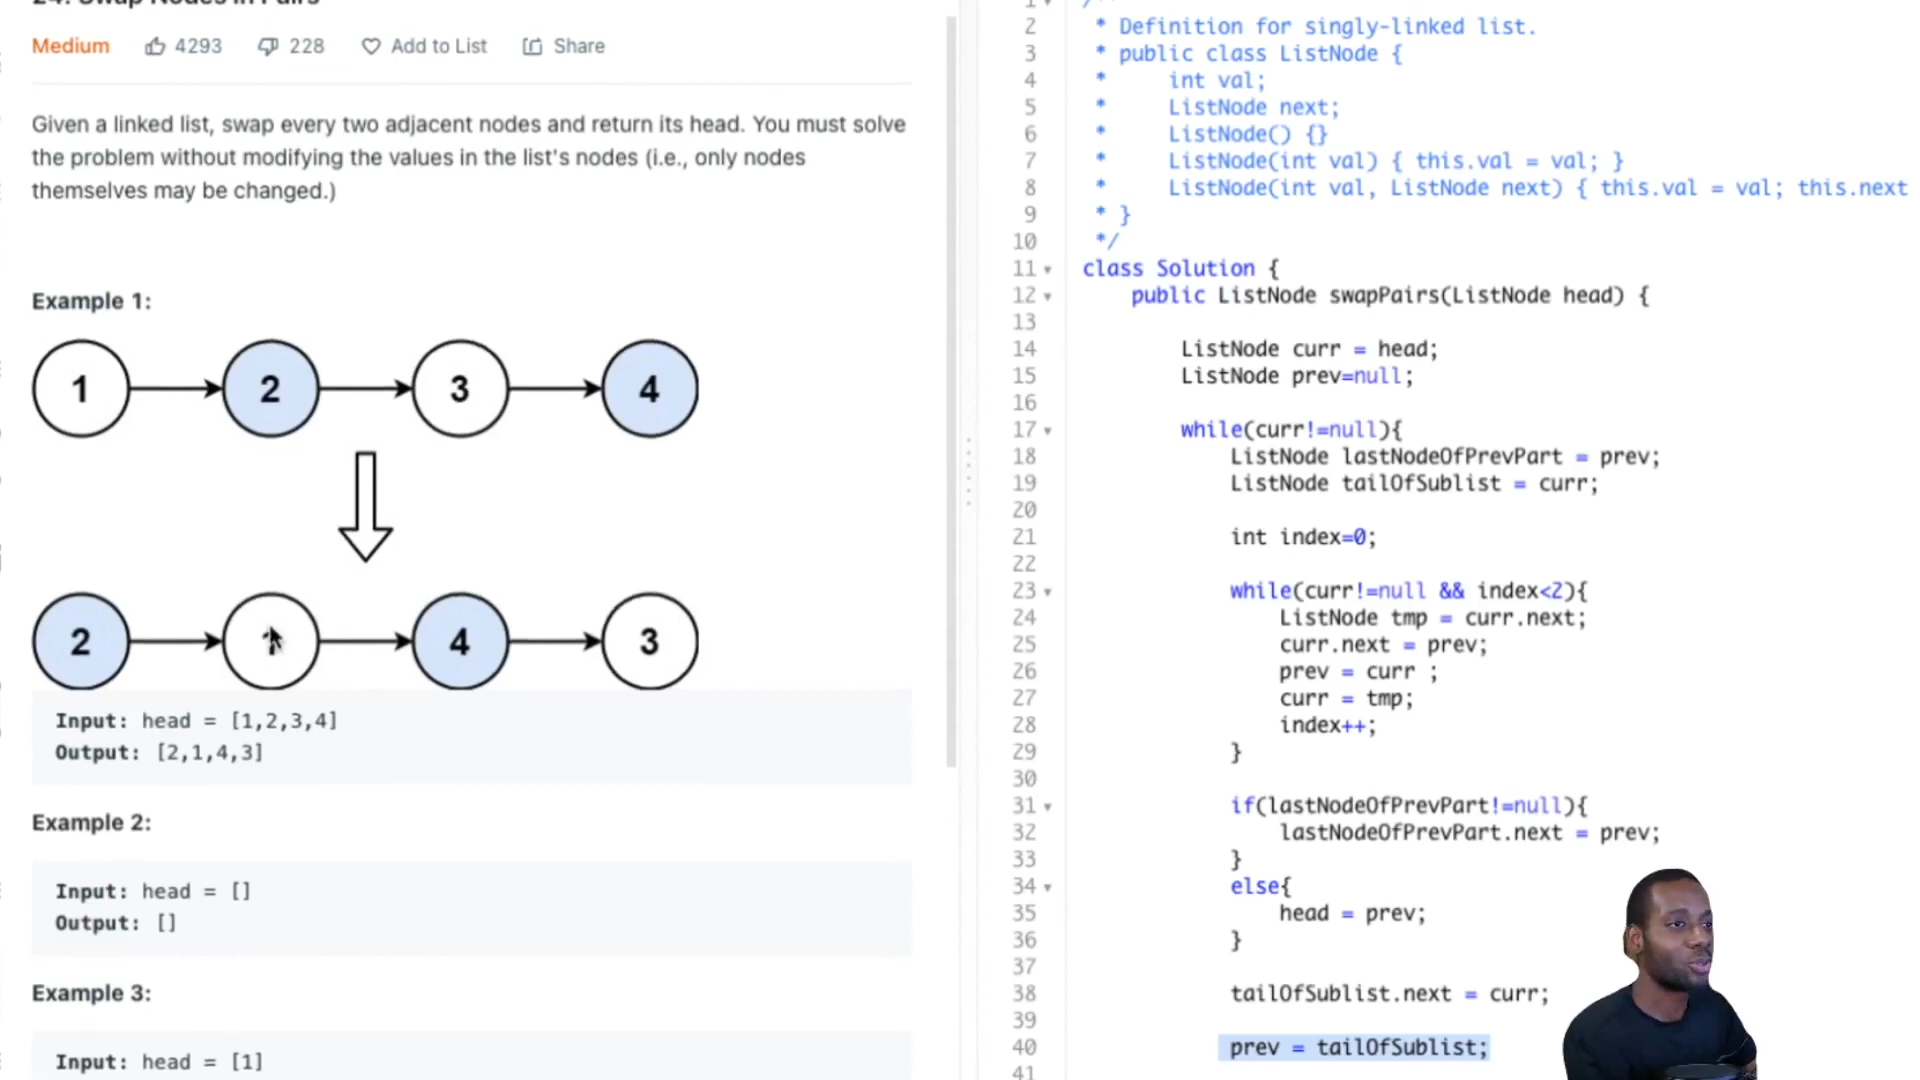 24. Swap Nodes in Pairs
Medium 4293 228 Add to List Share
Given a linked list, swap every two adjacent nodes and return its head. You must solve
the problem without modifying the values in the list's nodes (i.e., only nodes
themselves may be changed.)
Example 1:
1 2 3 4
2 1 4 3
Input: head = [1,2,3,4]
Output: [2,1,4,3]
Example 2:
Input: head = []
Output: []
Example 3:
Input: head = [1]
1 /**
2 * Definition for singly-linked list.
3 * public class ListNode {
4 * int val;
5 * ListNode next;
6 * ListNode() {}
7 * ListNode(int val) { this.val = val; }
8 * ListNode(int val, ListNode next) { this.val = val; this.next
9 * }
10 */
11 class Solution {
12 public ListNode swapPairs(ListNode head) {
13
14 ListNode curr = head;
15 ListNode prev=null;
16
17 while(curr!=null){
18 ListNode lastNodeOfPrevPart = prev;
19 ListNode tailOfSublist = curr;
20
21 int index=0;
22
23 while(curr!=null && index<2){
24 ListNode tmp = curr.next;
25 curr.next = prev;
26 prev = curr ;
27 curr = tmp;
28 index++;
29 }
30
31 if(lastNodeOfPrevPart!=null){
32 lastNodeOfPrevPart.next = prev;
33 }
34 else{
35 head = prev;
36 }
37
38 tailOfSublist.next = curr;
39
40 prev = tailOfSublist;
41